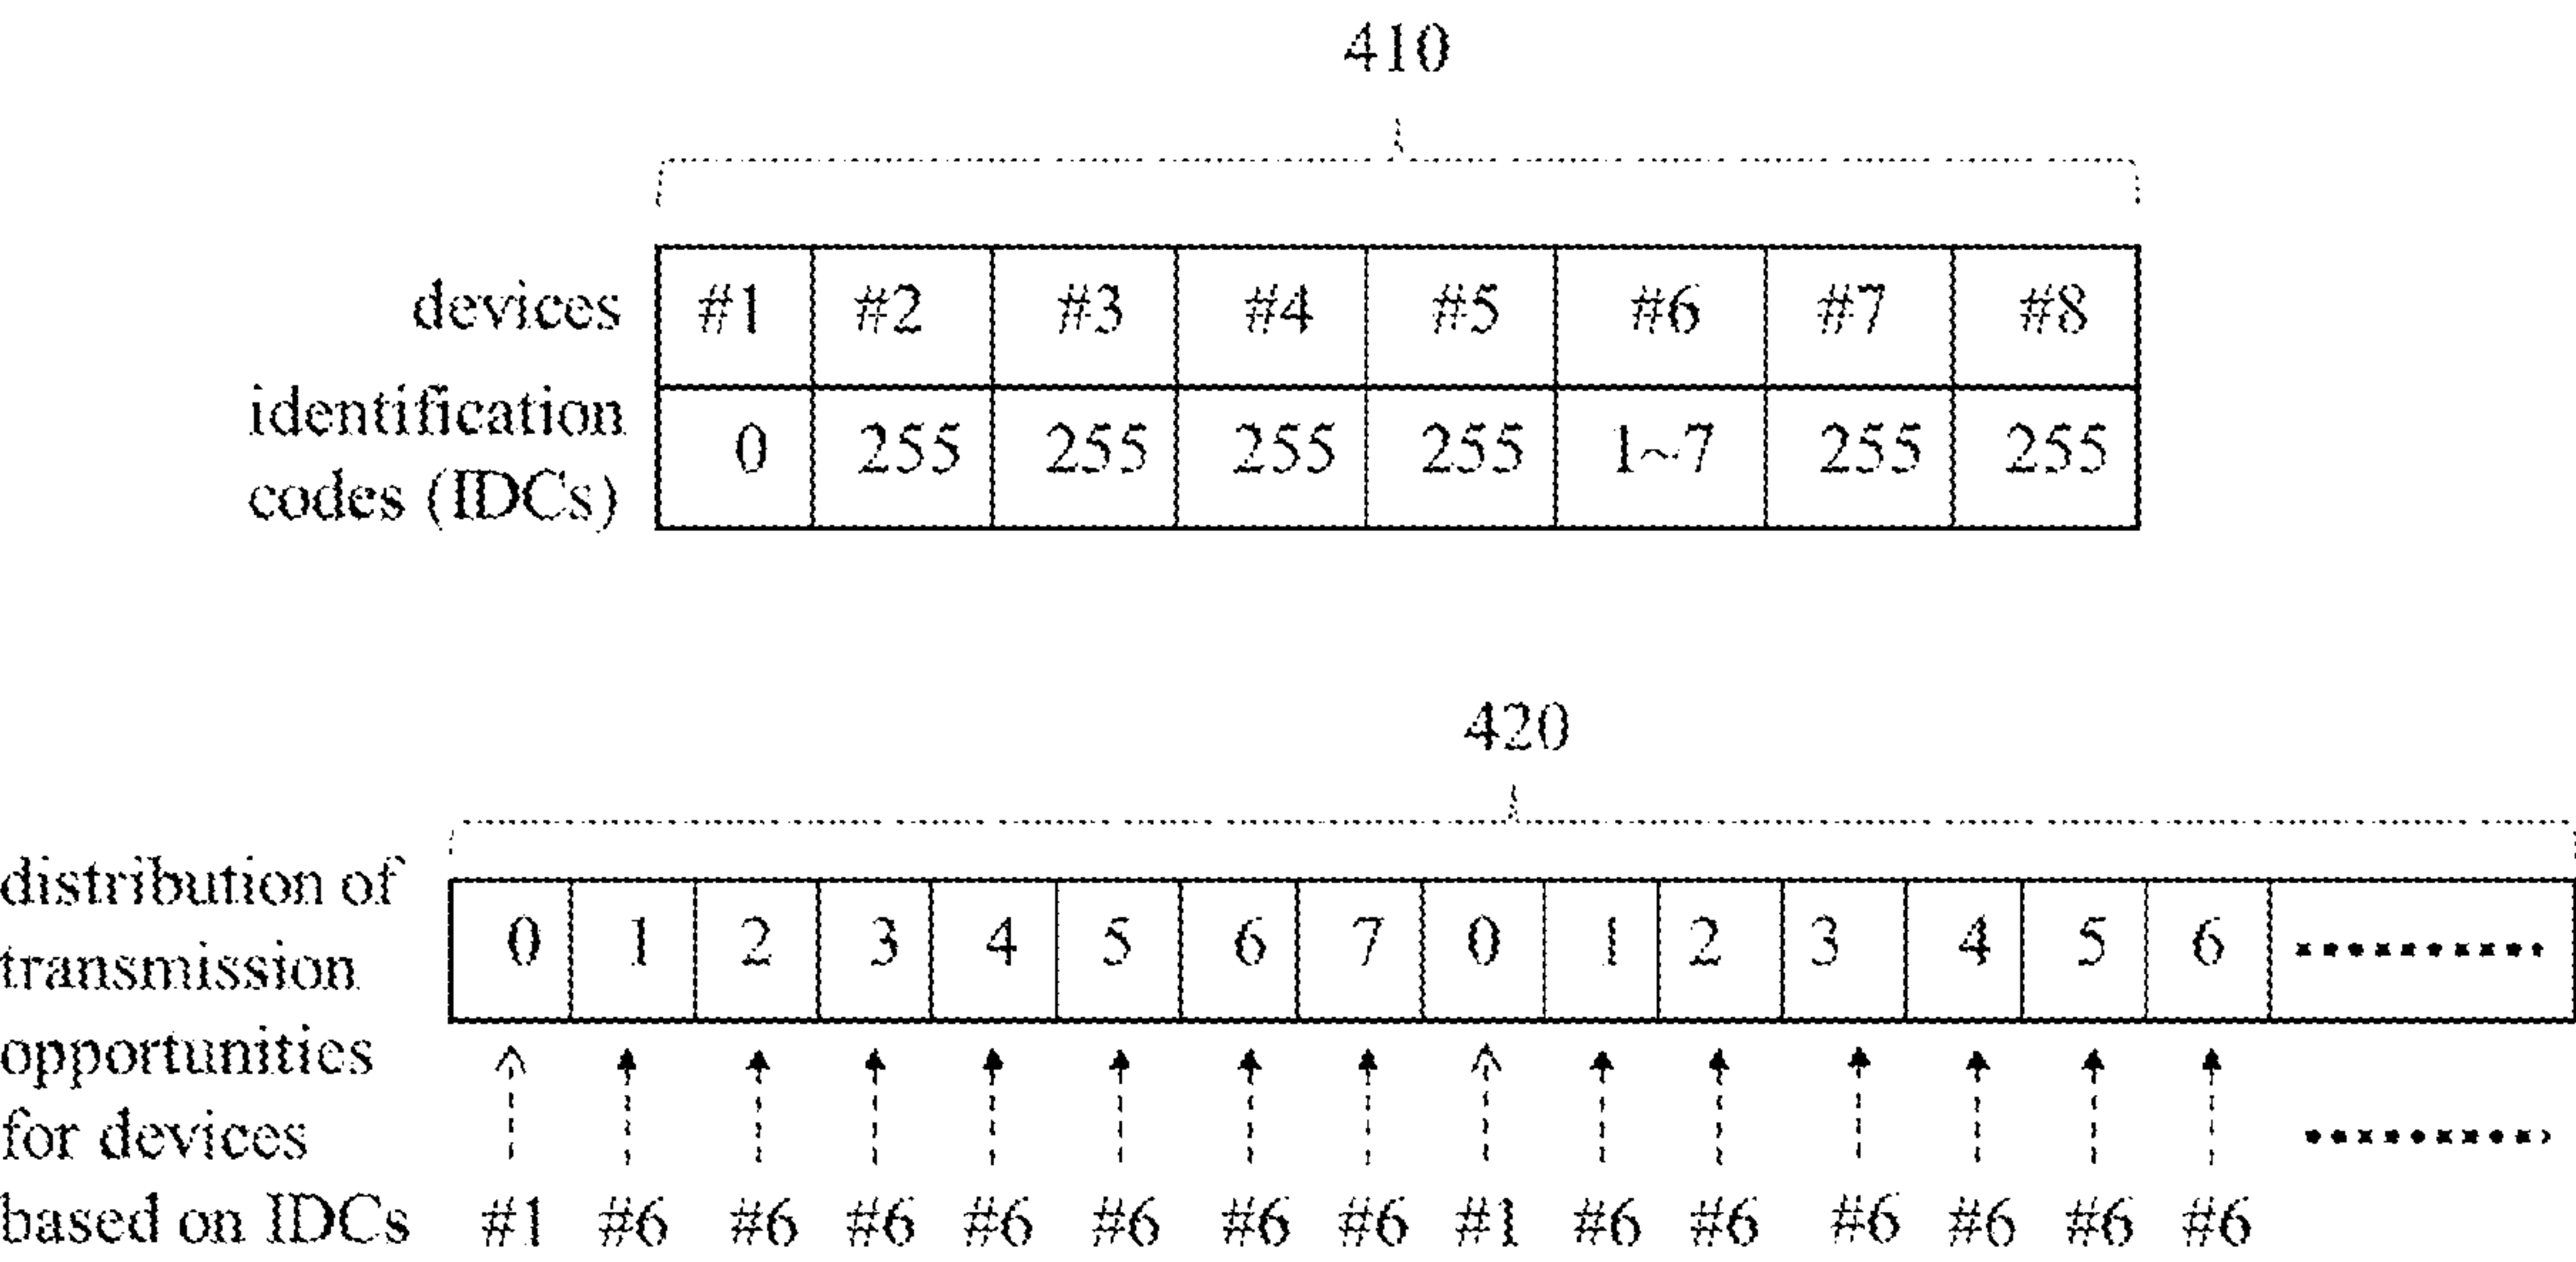 410
devices #1 #2 #3 #4 #5 #6 #7 #8
identification
codes (IDCs) 0 255 255 255 255 1~7 255 255
420
distribution of
transmission 0 1 2 3 4 5 6 7 0 1 2 3 4 5 6 ..........
opportunities
for devices ..........
based on IDCs #1 #6 #6 #6 #6 #6 #6 #6 #1 #6 #6 #6 #6 #6 #6